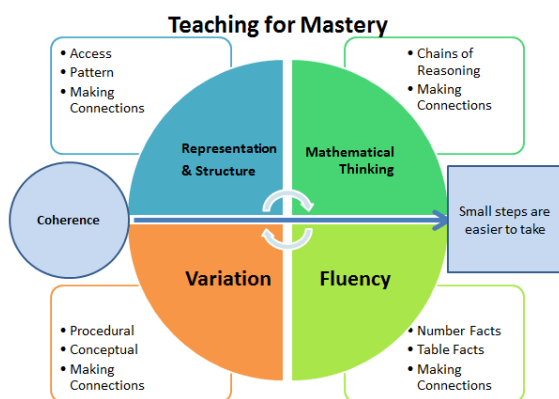 Teaching for Mastery
• Access
• Pattern
• Making
Connections
• Chains of
Reasoning
• Making
Connections
Representation
& Structure
Mathematical
Thinking
Coherence
Small steps are
easier to take
Variation
Fluency
• Procedural
• Conceptual
• Making
Connections
• Number Facts
• Table Facts
• Making
Connections